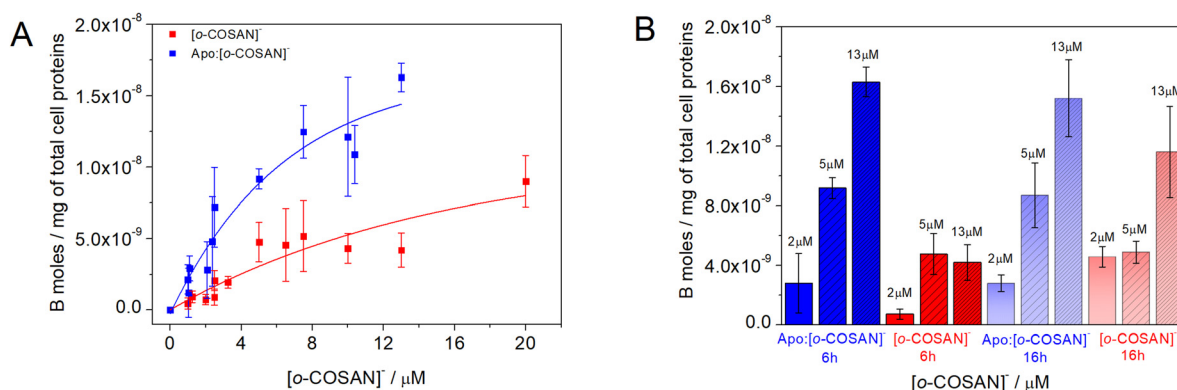 A
B moles / mg of total cell proteins
2.0x10⁻⁸
1.5x10⁻⁸
1.0x10⁻⁸
5.0x10⁻⁹
0.0
[o-COSAN]⁻
Apo:[o-COSAN]⁻
0 4 8 12 16 20
[o-COSAN]⁻ / μM
B
B moles / mg of total cell proteins
2.0x10⁻⁸
1.6x10⁻⁸
1.2x10⁻⁸
8.0x10⁻⁹
4.0x10⁻⁹
0.0
2μM
5μM
13μM
2μM
5μM
13μM
2μM
5μM
13μM
2μM
5μM
13μM
Apo:[o-COSAN]⁻ [o-COSAN]⁻ Apo:[o-COSAN]⁻ [o-COSAN]⁻
6h 6h 16h 16h
[o-COSAN]⁻ / μM